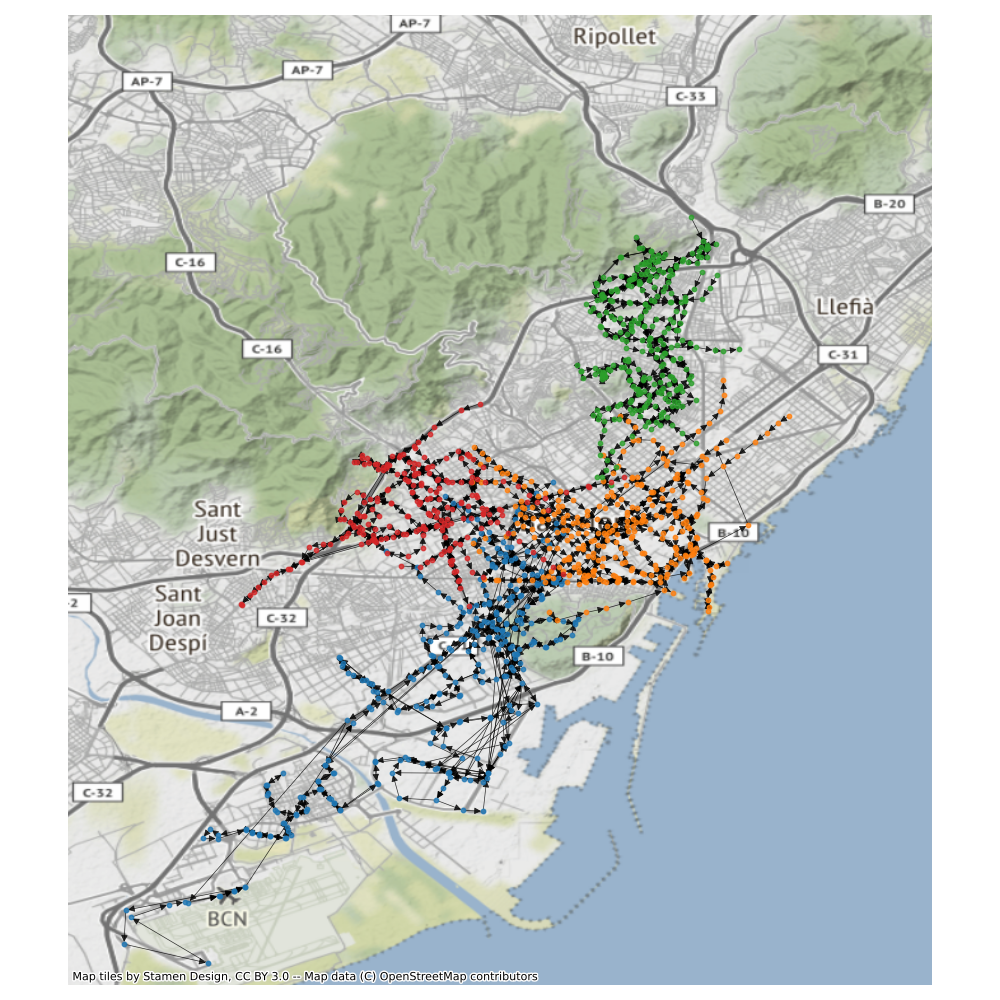 AP-7
Ripollet
AP-7
AP-7
C-33
B-20
C-16
Llefià
C-16
C-31
Sant
Just
Desvern
B-10
-2
Sant
Joan
Despí
C-32
B-10
A-2
C-32
BCN
Map tiles by Stamen Design, CC BY 3.0 -- Map data (C) OpenStreetMap contributors